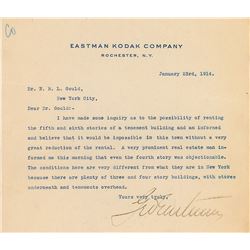 EASTMAN KODAK COMPANY
ROCHESTER, N.Y.
January 23rd, 1914.
Dr. E. R. L. Gould,
New York City.
Dear Dr. Gould:-
I have made some inquiry as to the possibility of renting
the fifth and sixth stories of a tenement building and am informed
and believe that it would be impossible in this town without a very
great reduction of the rental. A very prominent real estate man in-
formed me this morning that even the fourth story was objectionable.
The conditions here are very different from what they are in New York
because there are plenty of three and four story buildings, with stores
underneath and tenements overhead.
Yours very truly,
Geo Eastman